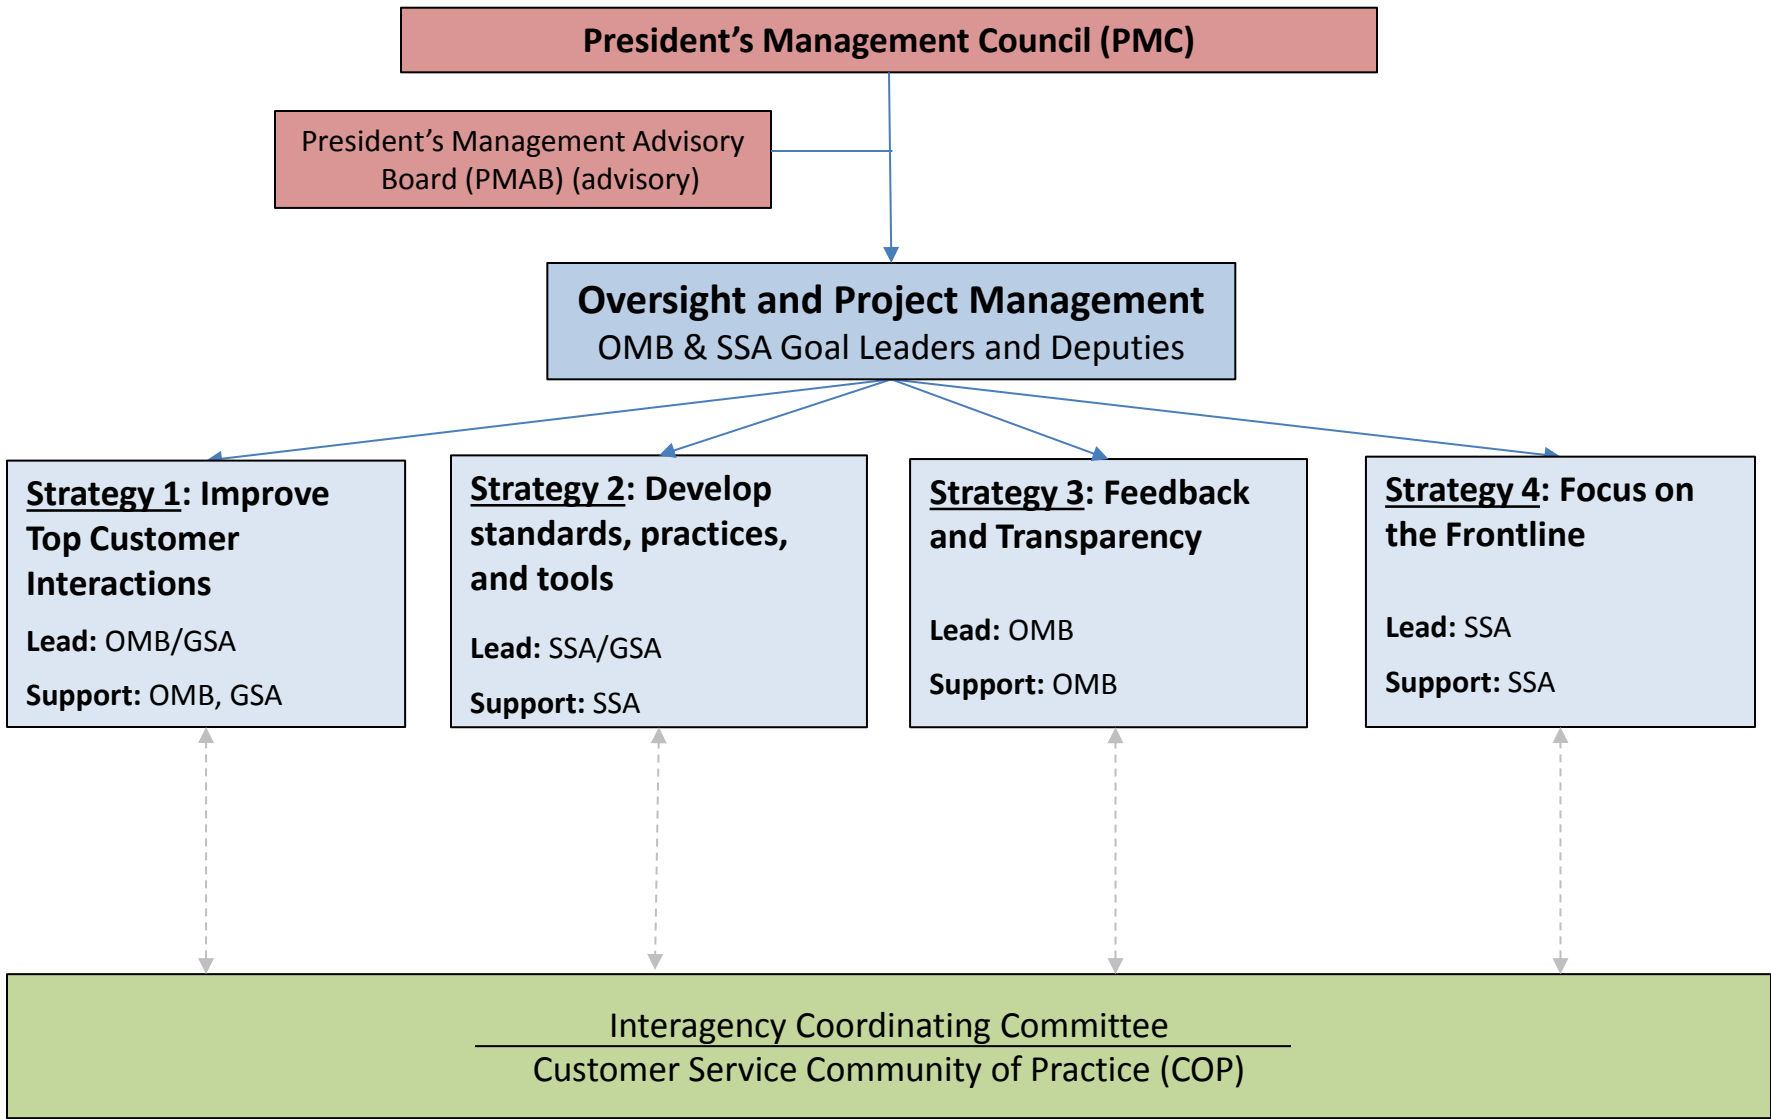 President’s Management Council (PMC)
President’s Management Advisory
Board (PMAB) (advisory)
Oversight and Project Management
OMB & SSA Goal Leaders and Deputies
Strategy 1: Improve
Top Customer
Interactions
Lead: OMB/GSA
Support: OMB, GSA
Strategy 2: Develop
standards, practices,
and tools
Lead: SSA/GSA
Support: SSA
Strategy 3: Feedback
and Transparency
Lead: OMB
Support: OMB
Strategy 4: Focus on
the Frontline
Lead: SSA
Support: SSA
Interagency Coordinating Committee
Customer Service Community of Practice (COP)